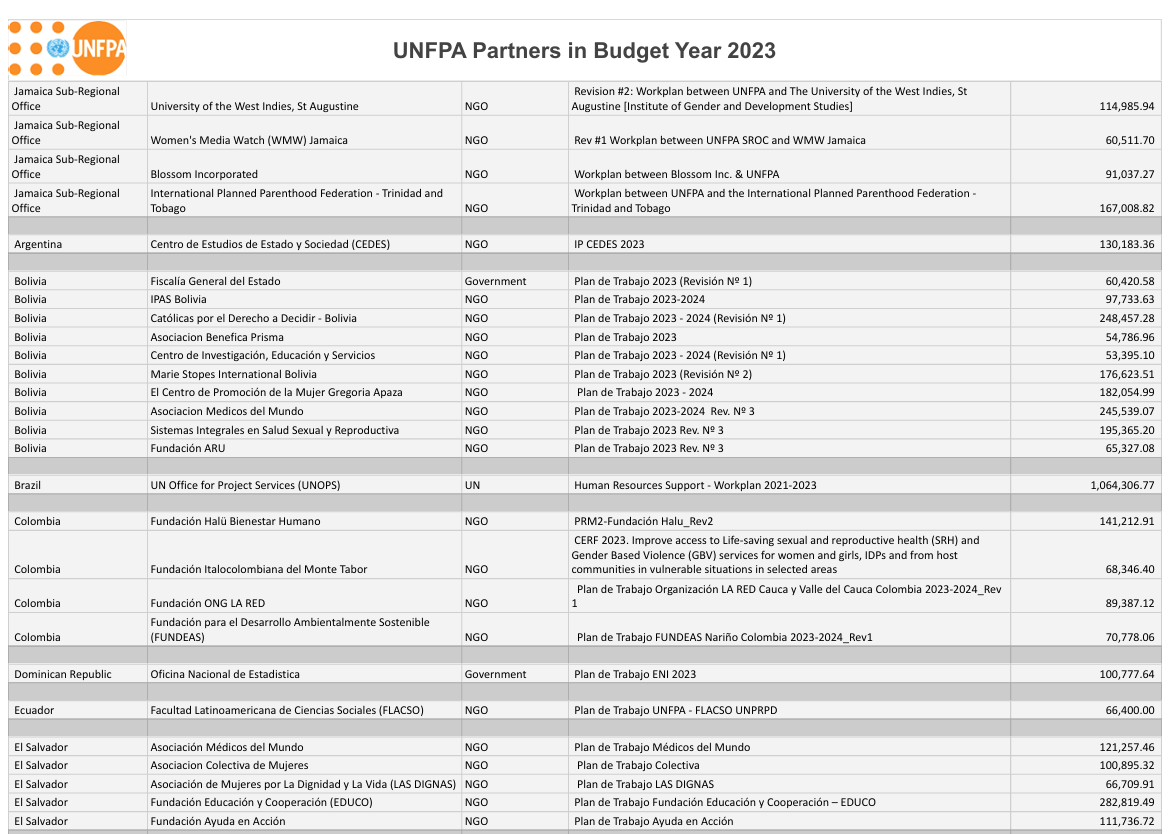 UNFPA
UNFPA Partners in Budget Year 2023
Jamaica Sub-Regional
Office University of the West Indies, St Augustine NGO Revision #2: Workplan between UNFPA and The University of the West Indies, St
Augustine [Institute of Gender and Development Studies] 114,985.94
Jamaica Sub-Regional
Office Women's Media Watch (WMW) Jamaica NGO Rev #1 Workplan between UNFPA SROC and WMW Jamaica 60,511.70
Jamaica Sub-Regional
Office Blossom Incorporated NGO Workplan between Blossom Inc. & UNFPA 91,037.27
Jamaica Sub-Regional
Office International Planned Parenthood Federation - Trinidad and
Tobago NGO Workplan between UNFPA and the International Planned Parenthood Federation -
Trinidad and Tobago 167,008.82
Argentina Centro de Estudios de Estado y Sociedad (CEDES) NGO IP CEDES 2023 130,183.36
Bolivia Fiscalía General del Estado Government Plan de Trabajo 2023 (Revisión Nº 1) 60,420.58
Bolivia IPAS Bolivia NGO Plan de Trabajo 2023-2024 97,733.63
Bolivia Católicas por el Derecho a Decidir - Bolivia NGO Plan de Trabajo 2023 - 2024 (Revisión Nº 1) 248,457.28
Bolivia Asociacion Benefica Prisma NGO Plan de Trabajo 2023 54,786.96
Bolivia Centro de Investigación, Educación y Servicios NGO Plan de Trabajo 2023 - 2024 (Revisión Nº 1) 53,395.10
Bolivia Marie Stopes International Bolivia NGO Plan de Trabajo 2023 (Revisión Nº 2) 176,623.51
Bolivia El Centro de Promoción de la Mujer Gregoria Apaza NGO Plan de Trabajo 2023 - 2024 182,054.99
Bolivia Asociacion Medicos del Mundo NGO Plan de Trabajo 2023-2024 Rev. Nº 3 245,539.07
Bolivia Sistemas Integrales en Salud Sexual y Reproductiva NGO Plan de Trabajo 2023 Rev. Nº 3 195,365.20
Bolivia Fundación ARU NGO Plan de Trabajo 2023 Rev. Nº 3 65,327.08
Brazil UN Office for Project Services (UNOPS) UN Human Resources Support - Workplan 2021-2023 1,064,306.77
Colombia Fundación Halü Bienestar Humano NGO PRM2-Fundación Halu_Rev2 141,212.91
Colombia Fundación Italocolombiana del Monte Tabor NGO CERF 2023. Improve access to Life-saving sexual and reproductive health (SRH) and
Gender Based Violence (GBV) services for women and girls, IDPs and from host
communities in vulnerable situations in selected areas 68,346.40
Colombia Fundación ONG LA RED NGO Plan de Trabajo Organización LA RED Cauca y Valle del Cauca Colombia 2023-2024_Rev
1 89,387.12
Colombia Fundación para el Desarrollo Ambientalmente Sostenible
(FUNDEAS) NGO Plan de Trabajo FUNDEAS Nariño Colombia 2023-2024_Rev1 70,778.06
Dominican Republic Oficina Nacional de Estadistica Government Plan de Trabajo ENI 2023 100,777.64
Ecuador Facultad Latinoamericana de Ciencias Sociales (FLACSO) NGO Plan de Trabajo UNFPA - FLACSO UNPRPD 66,400.00
El Salvador Asociación Médicos del Mundo NGO Plan de Trabajo Médicos del Mundo 121,257.46
El Salvador Asociacion Colectiva de Mujeres NGO Plan de Trabajo Colectiva 100,895.32
El Salvador Asociación de Mujeres por La Dignidad y La Vida (LAS DIGNAS) NGO Plan de Trabajo LAS DIGNAS 66,709.91
El Salvador Fundación Educación y Cooperación (EDUCO) NGO Plan de Trabajo Fundación Educación y Cooperación – EDUCO 282,819.49
El Salvador Fundación Ayuda en Acción NGO Plan de Trabajo Ayuda en Acción 111,736.72